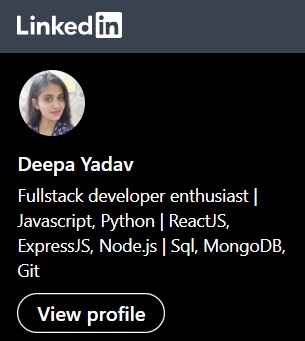 LinkedIn
Deepa Yadav
Fullstack developer enthusiast |
Javascript, Python | ReactJS,
ExpressJS, Node.js | Sql, MongoDB,
Git
View profile